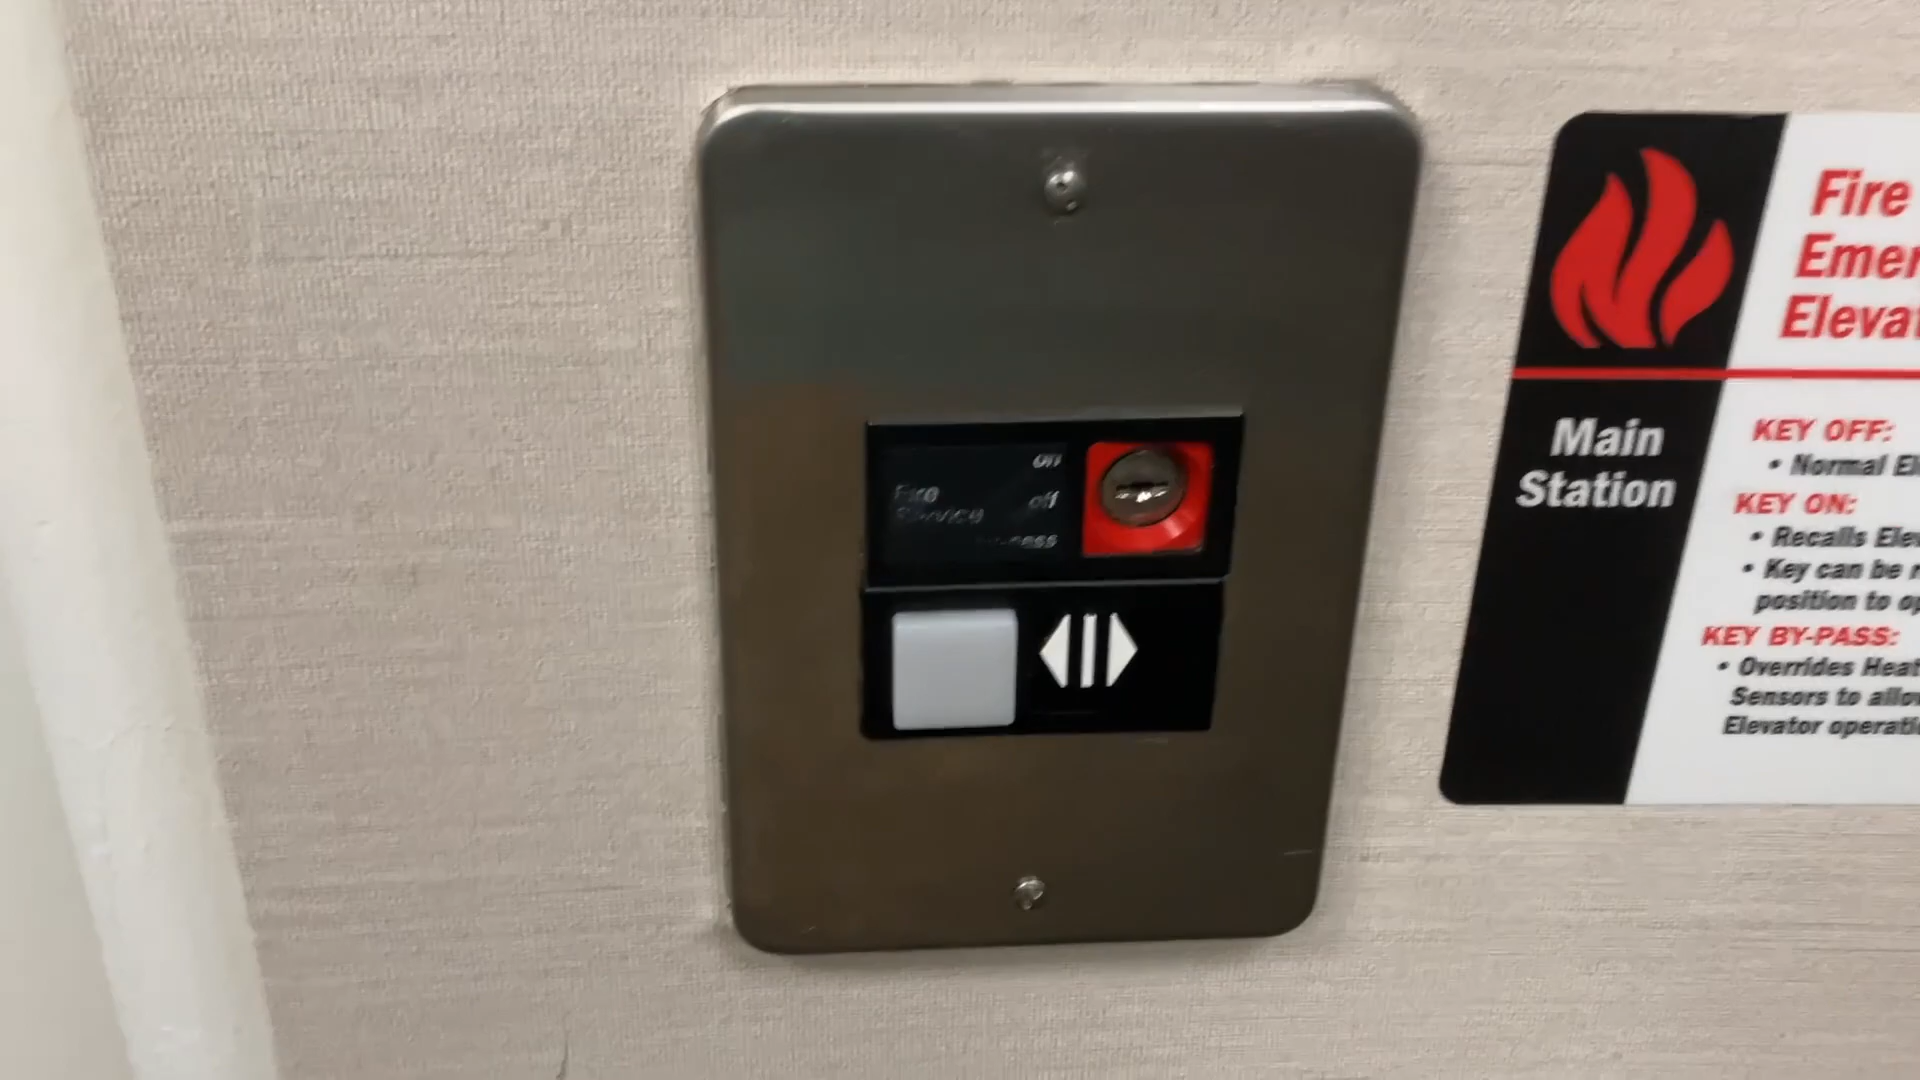 on
Fire
Service
off
Fire
Emer
Elevat
Main
Station
KEY OFF:
• Normal El
KEY ON:
• Recalls Elev
• Key can be r
position to op
KEY BY-PASS:
• Overrides Heat
Sensors to allow
Elevator operati